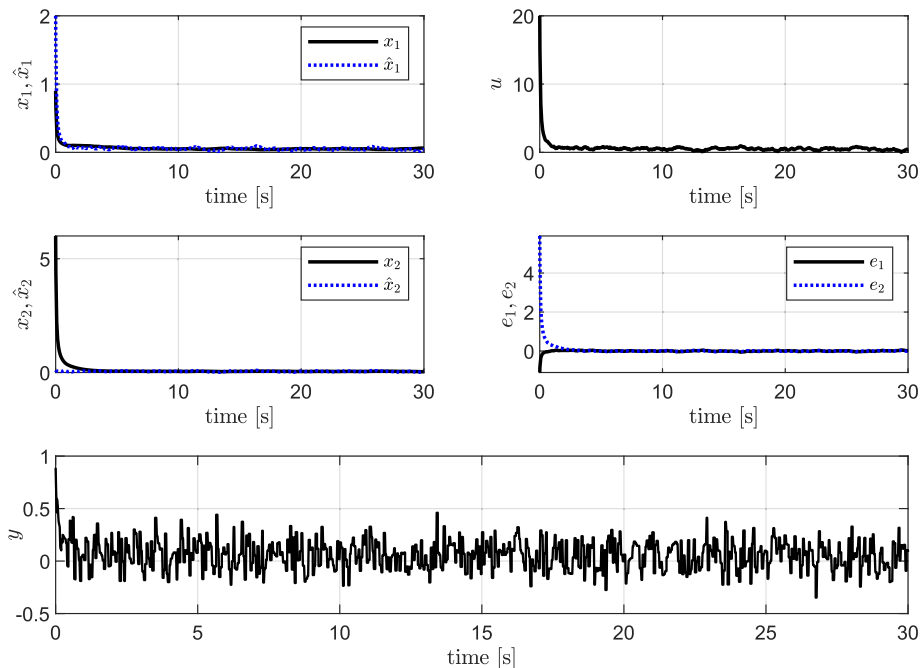 2
1
0
x₁, x̂₁
0 10 20 30
time [s]
x₁
x̂₁
20
10
0
u
0 10 20 30
time [s]
5
0
x₂, x̂₂
0 10 20 30
time [s]
x₂
x̂₂
4
2
0
e₁, e₂
0 10 20 30
time [s]
e₁
e₂
1
0.5
0
-0.5
y
0 5 10 15 20 25 30
time [s]